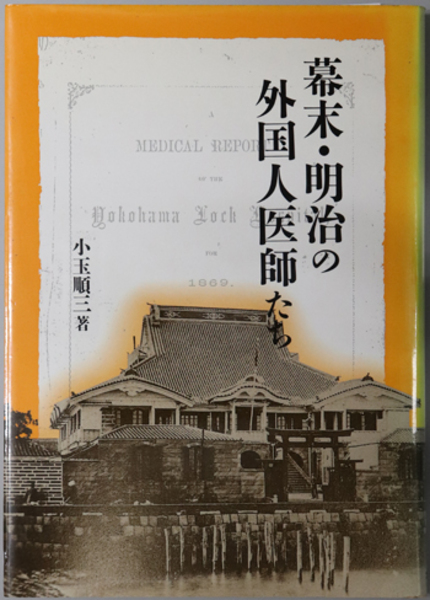 幕末・明治の
外国人医師たち
小玉順三著
A
MEDICAL REPORT
OF THE
Yokohama Lock
FOR
1869.